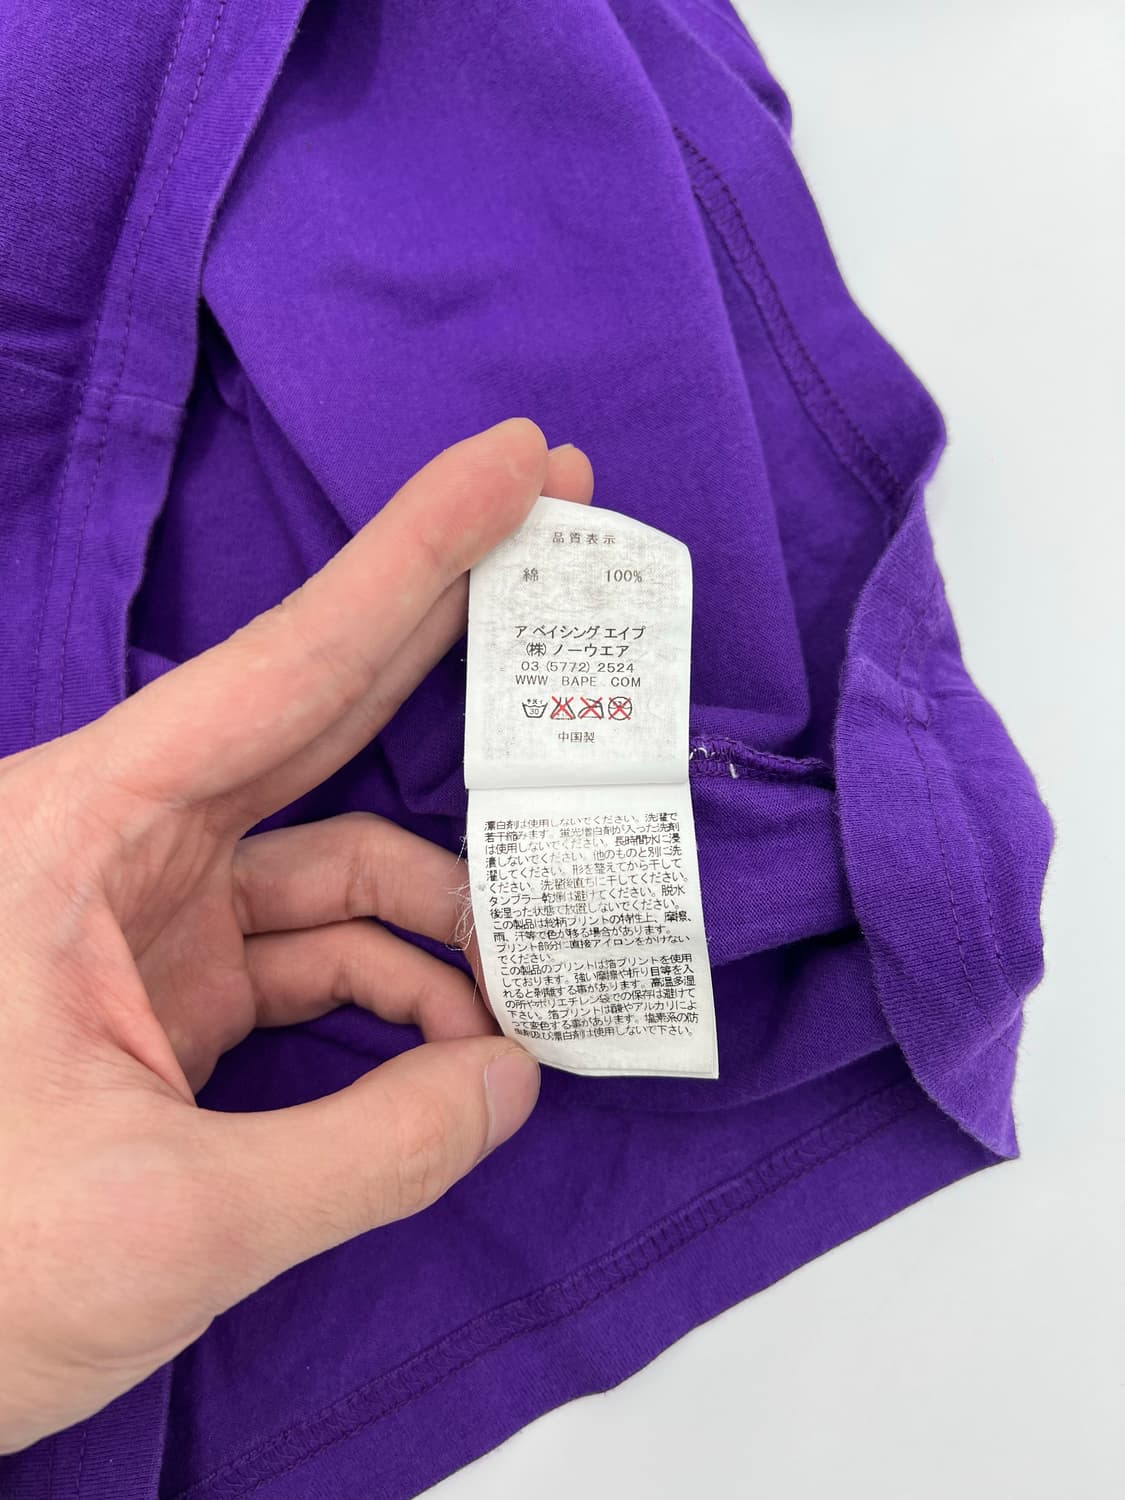 品質表示
綿 100%
ア ベイシング エイプ
(株) ノーウエア
03 (5772) 2524
WWW . BAPE . COM
30
中国製
漂白剤は使用しないでください。洗濯で
若干縮みます。蛍光増白剤が入った洗剤
は使用しないでください。長時間水に浸
漬しないでください。他のものと別に洗
濯してください。形を整えてから干して
ください。洗濯後直ちに干してください。
タンブラー乾燥は避けてください。脱水
後湿った状態で放置しないでください。
この製品は総柄プリントの特性上、摩擦、
雨、汗等で色が移る場合があります。
プリント部分に直接アイロンをかけない
でください。
この製品のプリントは箔プリントを使用
しております。強い摩擦や折り目等を入
れると剥離する事があります。高温多湿
の所やポリエチレン袋での保存は避けて
下さい。箔プリントは酸やアルカリによ
って変色する事があります。塩素系の防
剤及び漂白剤は使用しないで下さい。